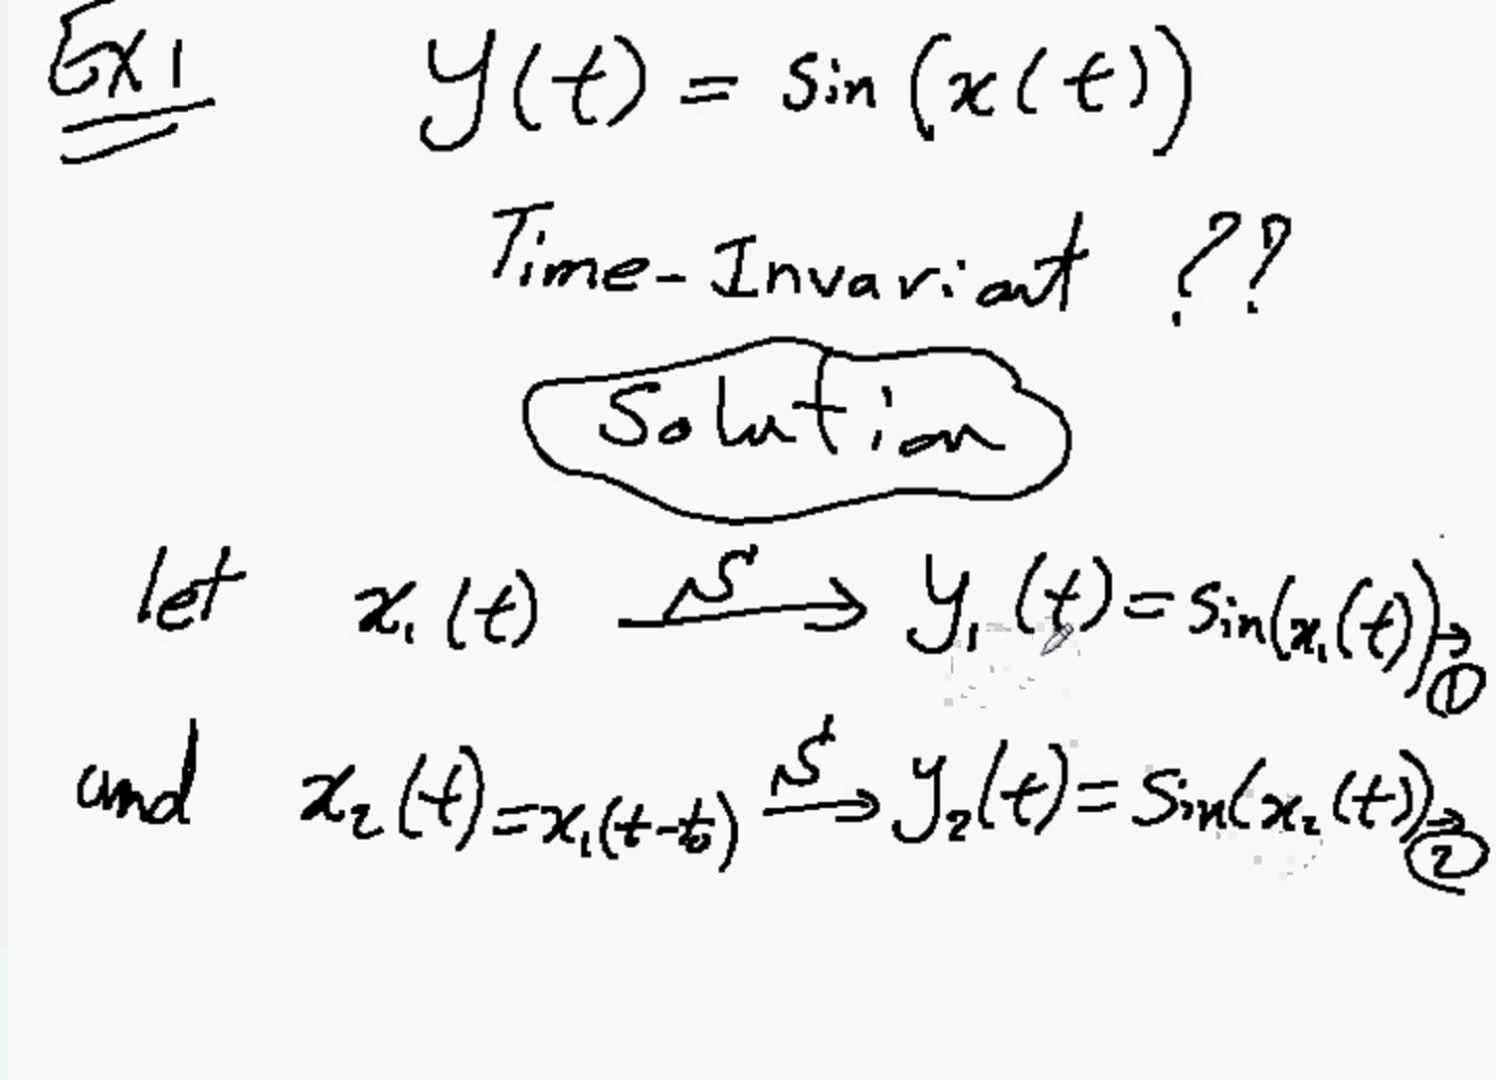 Ex1 y(t) = sin(x(t))
Time-Invariant ??
Solution
let x₁(t) S→ y₁(t) = sin(x₁(t)) → ①
and x₂(t) = x₁(t-t₀) S→ y₂(t) = sin(x₂(t)) → ②